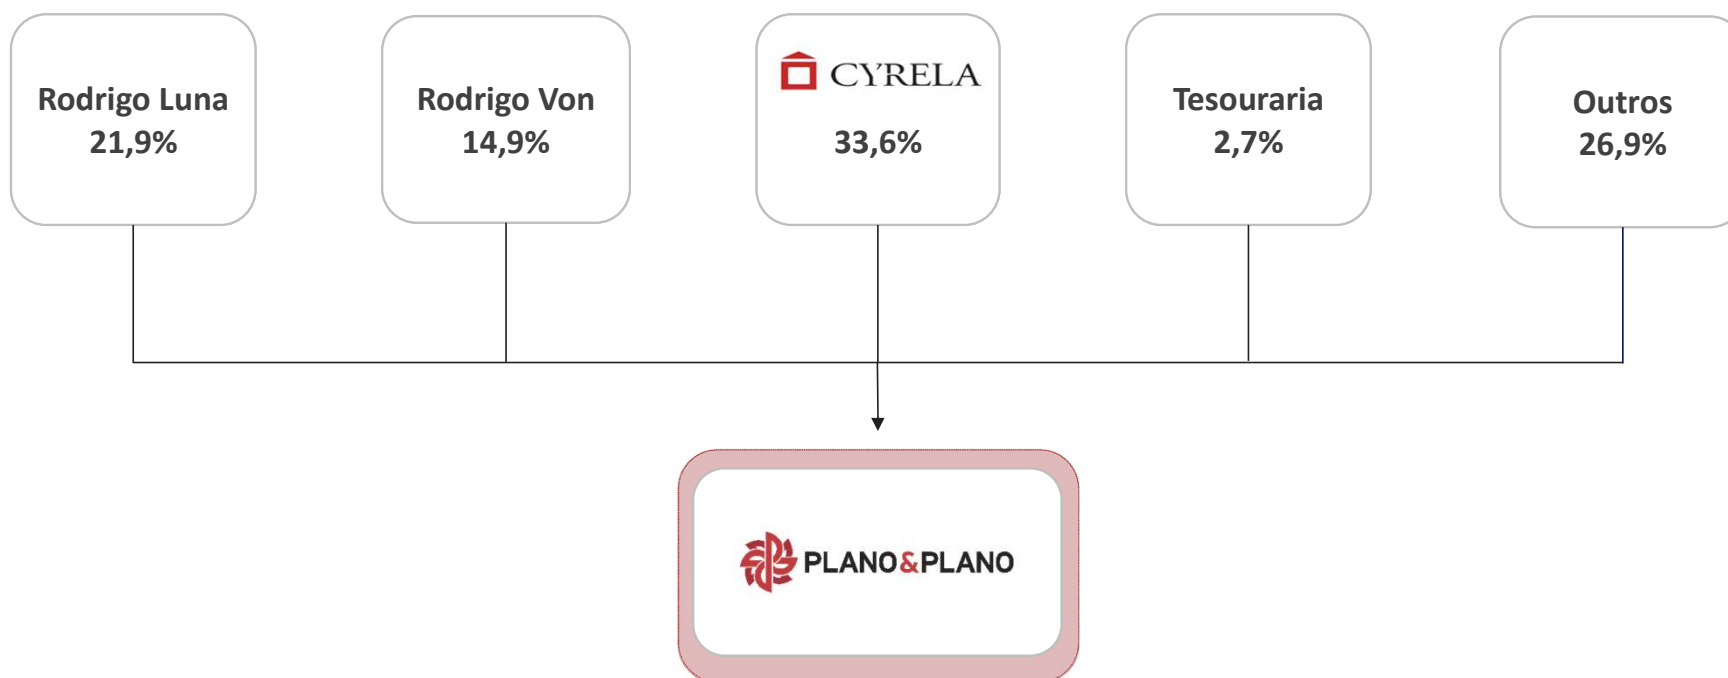 Rodrigo Luna
21,9%
Rodrigo Von
14,9%
CYRELA
33,6%
Tesouraria
2,7%
Outros
26,9%
PLANO&PLANO